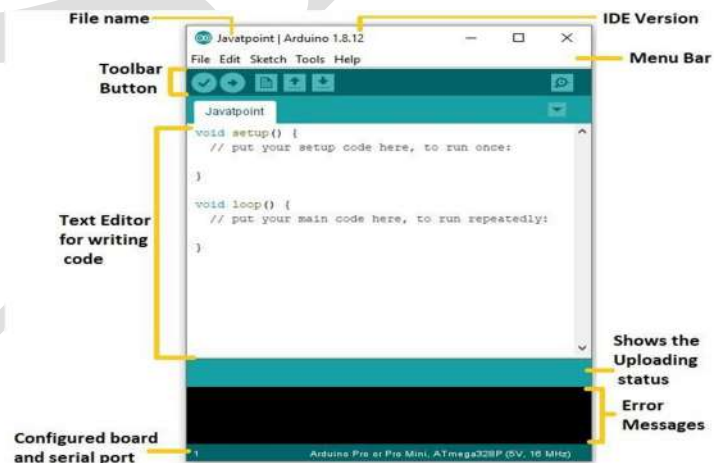 File name
IDE Version
Javatpoint | Arduino 1.8.12
File Edit Sketch Tools Help
Menu Bar
Toolbar
Button
Javatpoint
void setup() {
// put your setup code here, to run once:
}
void loop() {
// put your main code here, to run repeatedly:
}
Text Editor
for writing
code
Shows the
Uploading
status
Error
Messages
Configured board
and serial port
1
Arduino Pro or Pro Mini, ATmega328P (5V, 16 MHz)